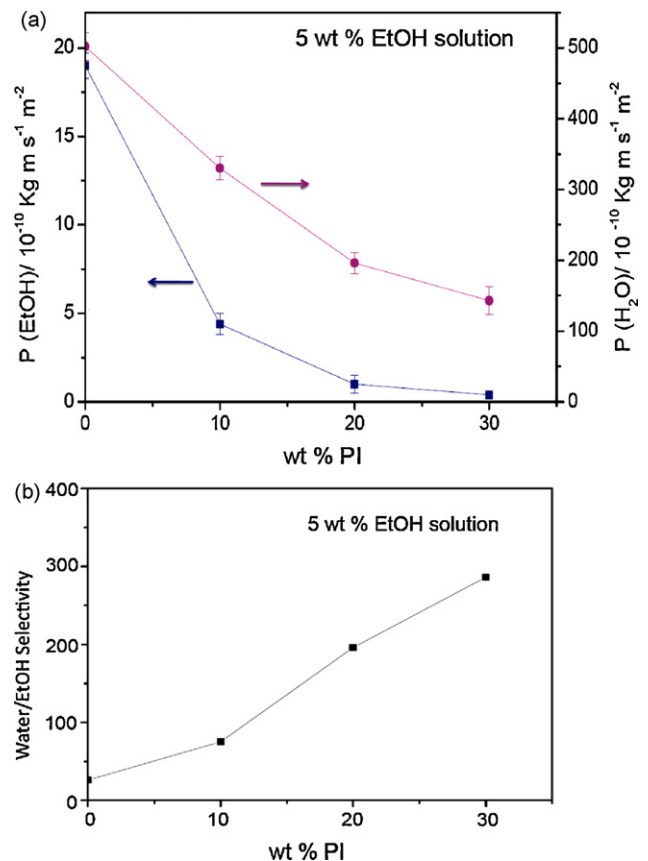 (a)
5 wt % EtOH solution
P (EtOH)/ 10⁻¹⁰ Kg m s⁻¹ m⁻²
20
15
10
5
0
500
400
300
200
100
0
P (H₂O)/ 10⁻¹⁰ Kg m s⁻¹ m⁻²
0 10 20 30
wt % PI
(b)
5 wt % EtOH solution
Water/EtOH Selectivity
400
300
200
100
0
0 10 20 30
wt % PI